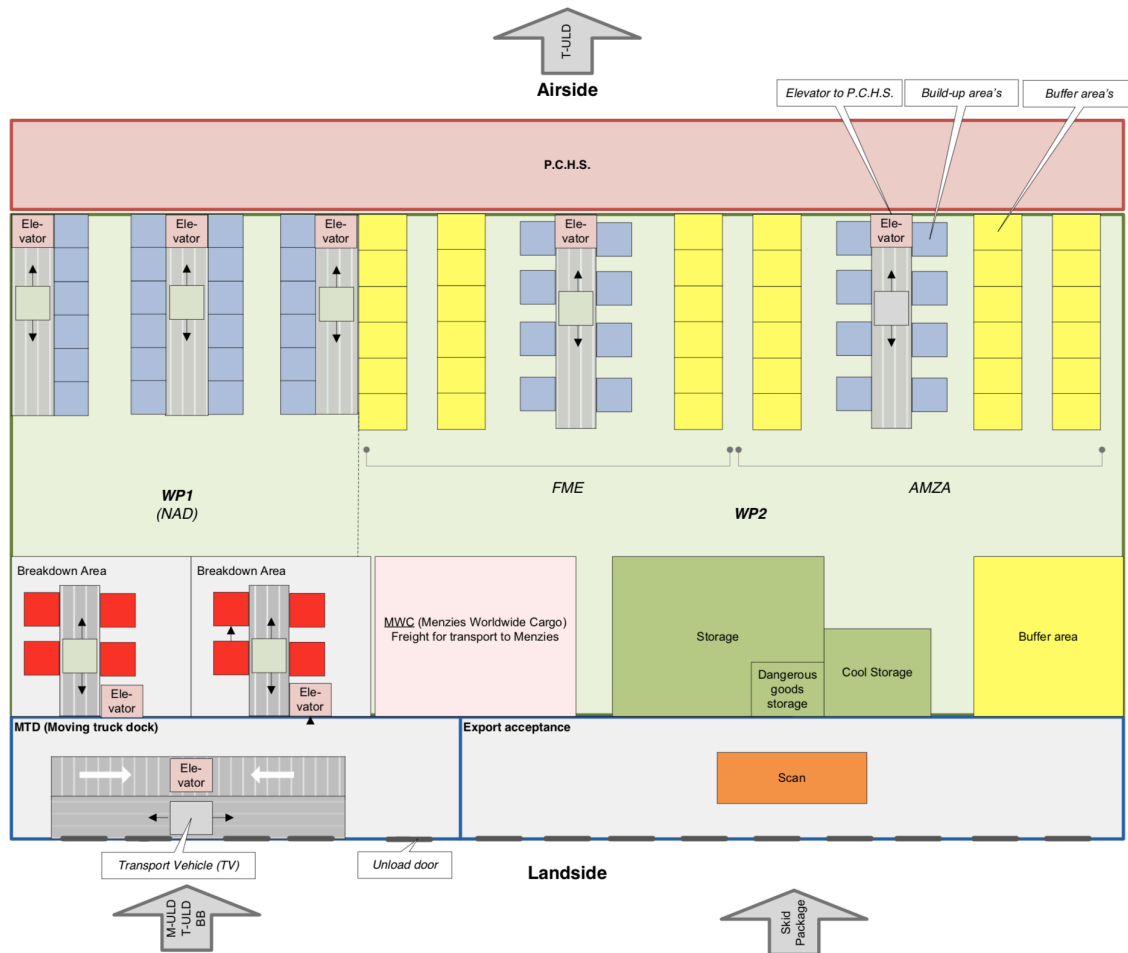 T-ULD
Airside
Elevator to P.C.H.S.
Build-up area's
Buffer area's
P.C.H.S.
Ele-
vator
Ele-
vator
Ele-
vator
Ele-
vator
Ele-
vator
FME
AMZA
WP1
(NAD)
WP2
Breakdown Area
Breakdown Area
MWC (Menzies Worldwide Cargo)
Freight for transport to Menzies
Storage
Buffer area
Dangerous
goods
storage
Cool Storage
Ele-
vator
Ele-
vator
MTD (Moving truck dock)
Export acceptance
Ele-
vator
Scan
Transport Vehicle (TV)
Unload door
Landside
M-ULD
T-ULD
BB
Skid
Package